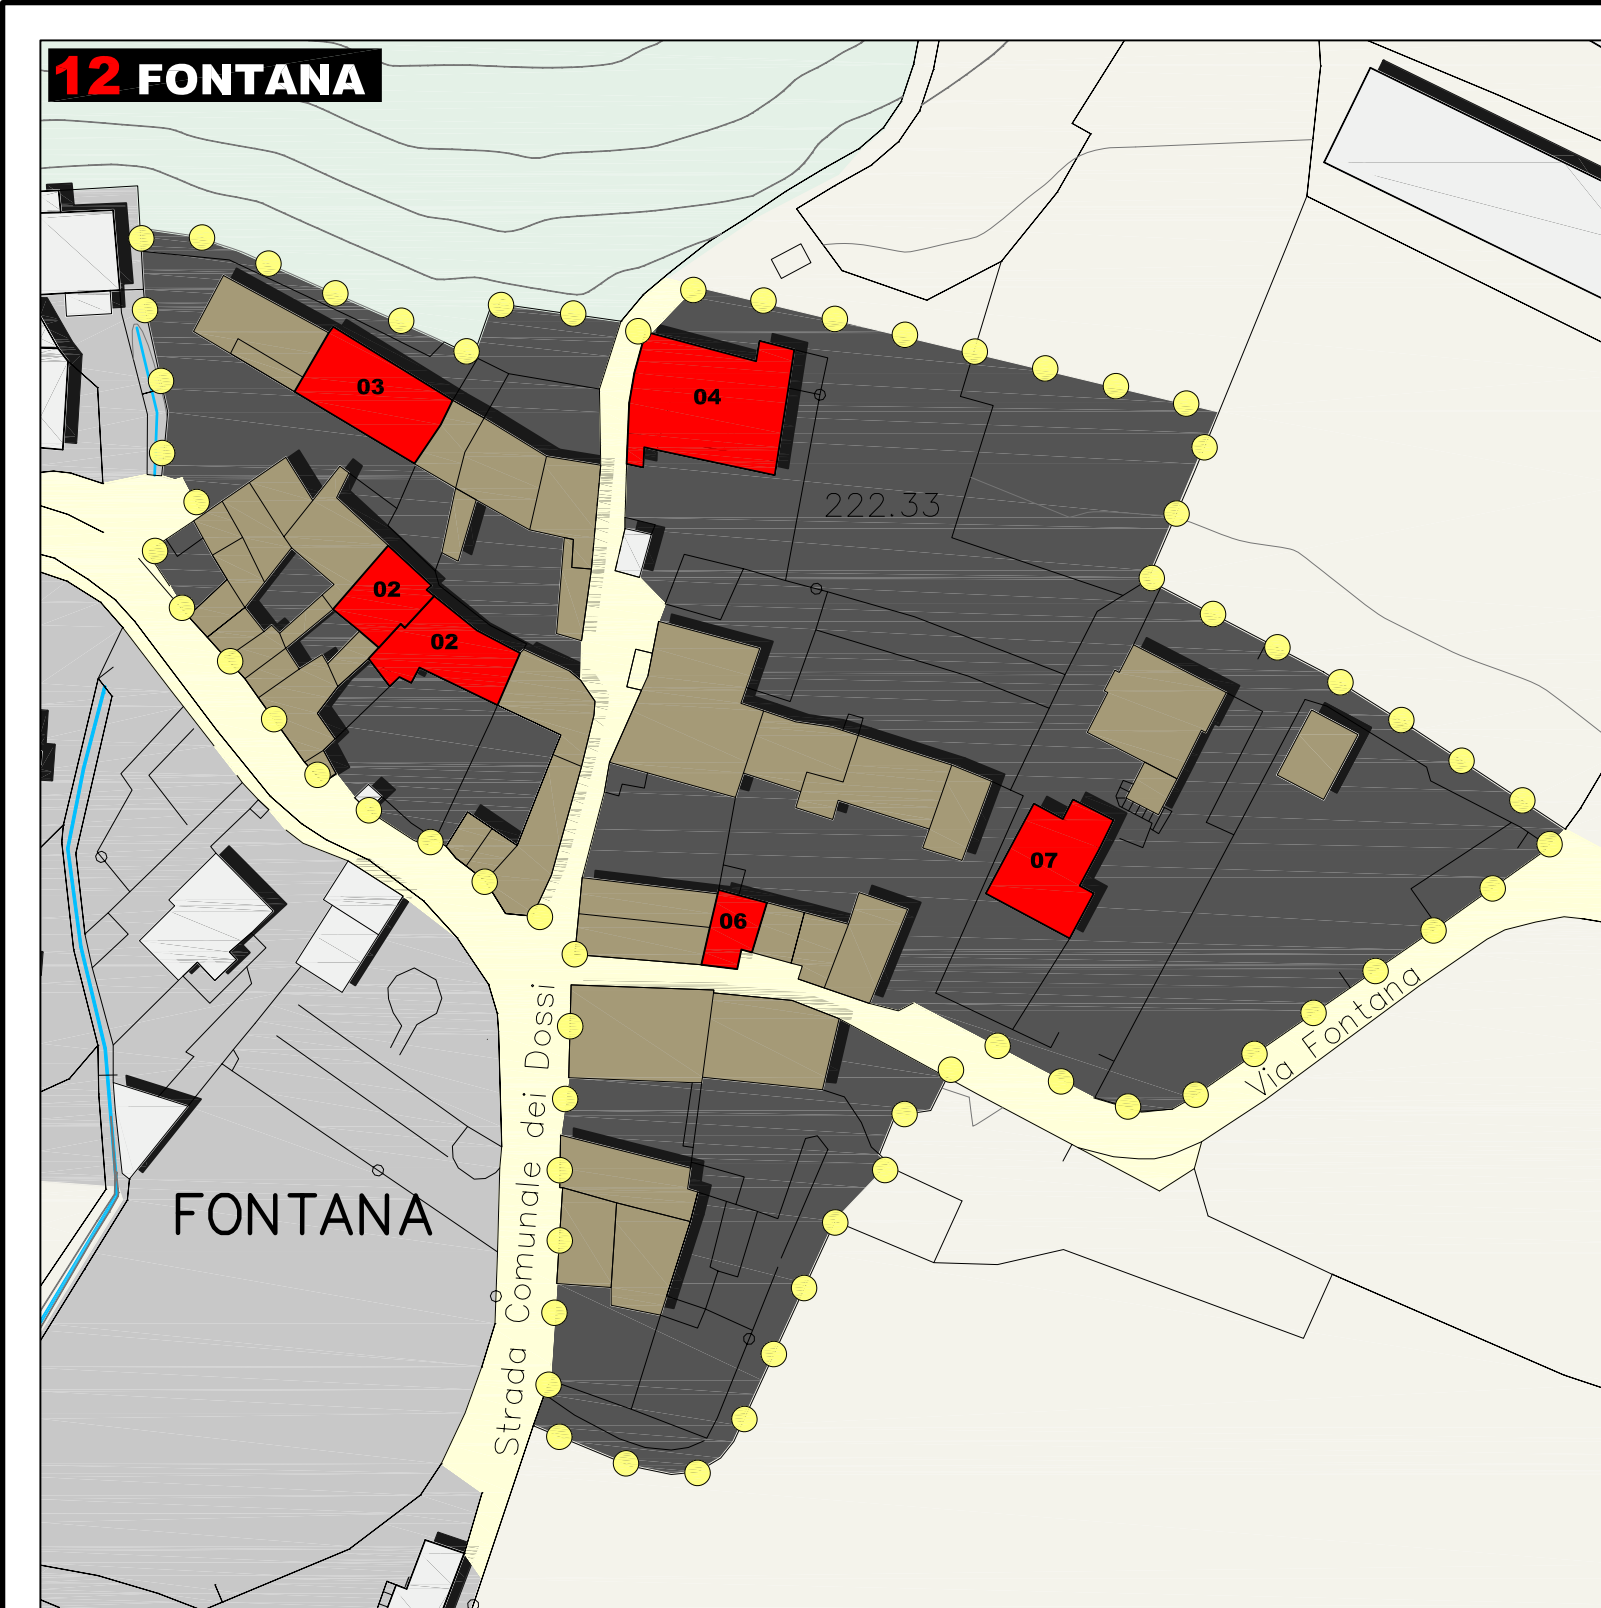 12 FONTANA
03
04
222.33
02
02
07
06
Via Fontana
Strada Comunale dei Dossi
FONTANA